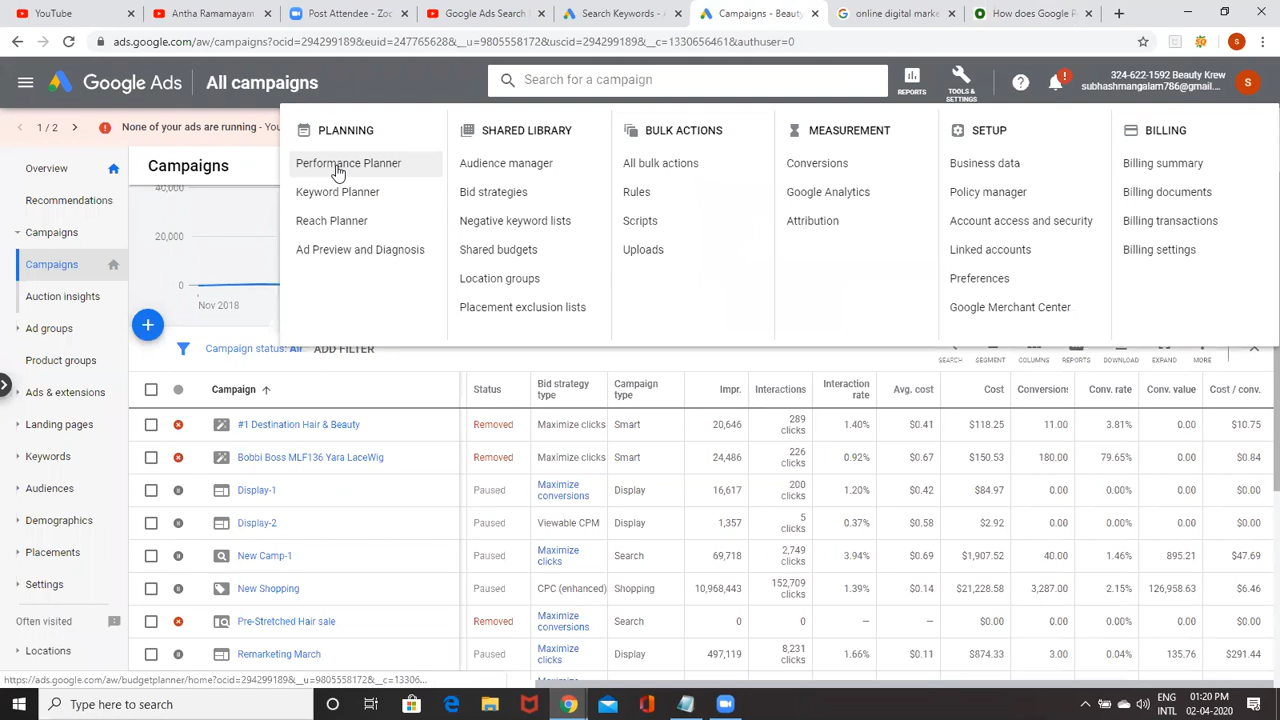 YouTube
Antha Ramayanam
Post Attendee - Zoo
Google Ads Search
Search Keywords - A
Campaigns - Beauty
online digital marke
How does Google P
ads.google.com/aw/campaigns?ocid=294299189&euid=247765628&__u=9805558172&uscid=294299189&__c=1330656461&authuser=0
Google Ads
All campaigns
Search for a campaign
REPORTS
TOOLS & SETTINGS
324-622-1592 Beauty Krew
subhashmangalam786@gmail....
1 / 2
None of your ads are running - You
PLANNING
Performance Planner
Keyword Planner
Reach Planner
Ad Preview and Diagnosis
SHARED LIBRARY
Audience manager
Bid strategies
Negative keyword lists
Shared budgets
Location groups
Placement exclusion lists
BULK ACTIONS
All bulk actions
Rules
Scripts
Uploads
MEASUREMENT
Conversions
Google Analytics
Attribution
SETUP
Business data
Policy manager
Account access and security
Linked accounts
Preferences
Google Merchant Center
BILLING
Billing summary
Billing documents
Billing transactions
Billing settings
Overview
Recommendations
Campaigns
Campaigns
Auction insights
Ad groups
Product groups
Ads & extensions
Landing pages
Keywords
Audiences
Demographics
Placements
Settings
Often visited
Locations
Campaigns
40,000
20,000
0
Nov 2018
Campaign status: All ADD FILTER
SEARCH SEGMENT COLUMNS REPORTS DOWNLOAD EXPAND MORE
Campaign Status Bid strategy type Campaign type Impr. Interactions Interaction rate Avg. cost Cost Conversions Conv. rate Conv. value Cost / conv.
#1 Destination Hair & Beauty Removed Maximize clicks Smart 20,646 289 clicks 1.40% $0.41 $118.25 11.00 3.81% 0.00 $10.75
Bobbi Boss MLF136 Yara LaceWig Removed Maximize clicks Smart 24,486 226 clicks 0.92% $0.67 $150.53 180.00 79.65% 0.00 $0.84
Display-1 Paused Maximize conversions Display 16,617 200 clicks 1.20% $0.42 $84.97 0.00 0.00% 0.00 $0.00
Display-2 Paused Viewable CPM Display 1,357 5 clicks 0.37% $0.58 $2.92 0.00 0.00% 0.00 $0.00
New Camp-1 Paused Maximize clicks Search 69,718 2,749 clicks 3.94% $0.69 $1,907.52 40.00 1.46% 895.21 $47.69
New Shopping Paused CPC (enhanced) Shopping 10,968,443 152,709 clicks 1.39% $0.14 $21,228.58 3,287.00 2.15% 126,958.63 $6.46
Pre-Stretched Hair sale Removed Maximize conversions Search 0 0 — — $0.00 0.00 0.00% 0.00 $0.00
Remarketing March Paused Maximize clicks Display 497,119 8,231 clicks 1.66% $0.11 $874.33 3.00 0.04% 135.76 $291.44
https://ads.google.com/aw/budgetplanner/home?ocid=294299189&euid=247765628&__u=9805558172&uscid=294299189&__c=13306...
Type here to search
ENG
INTL
01:20 PM
02-04-2020